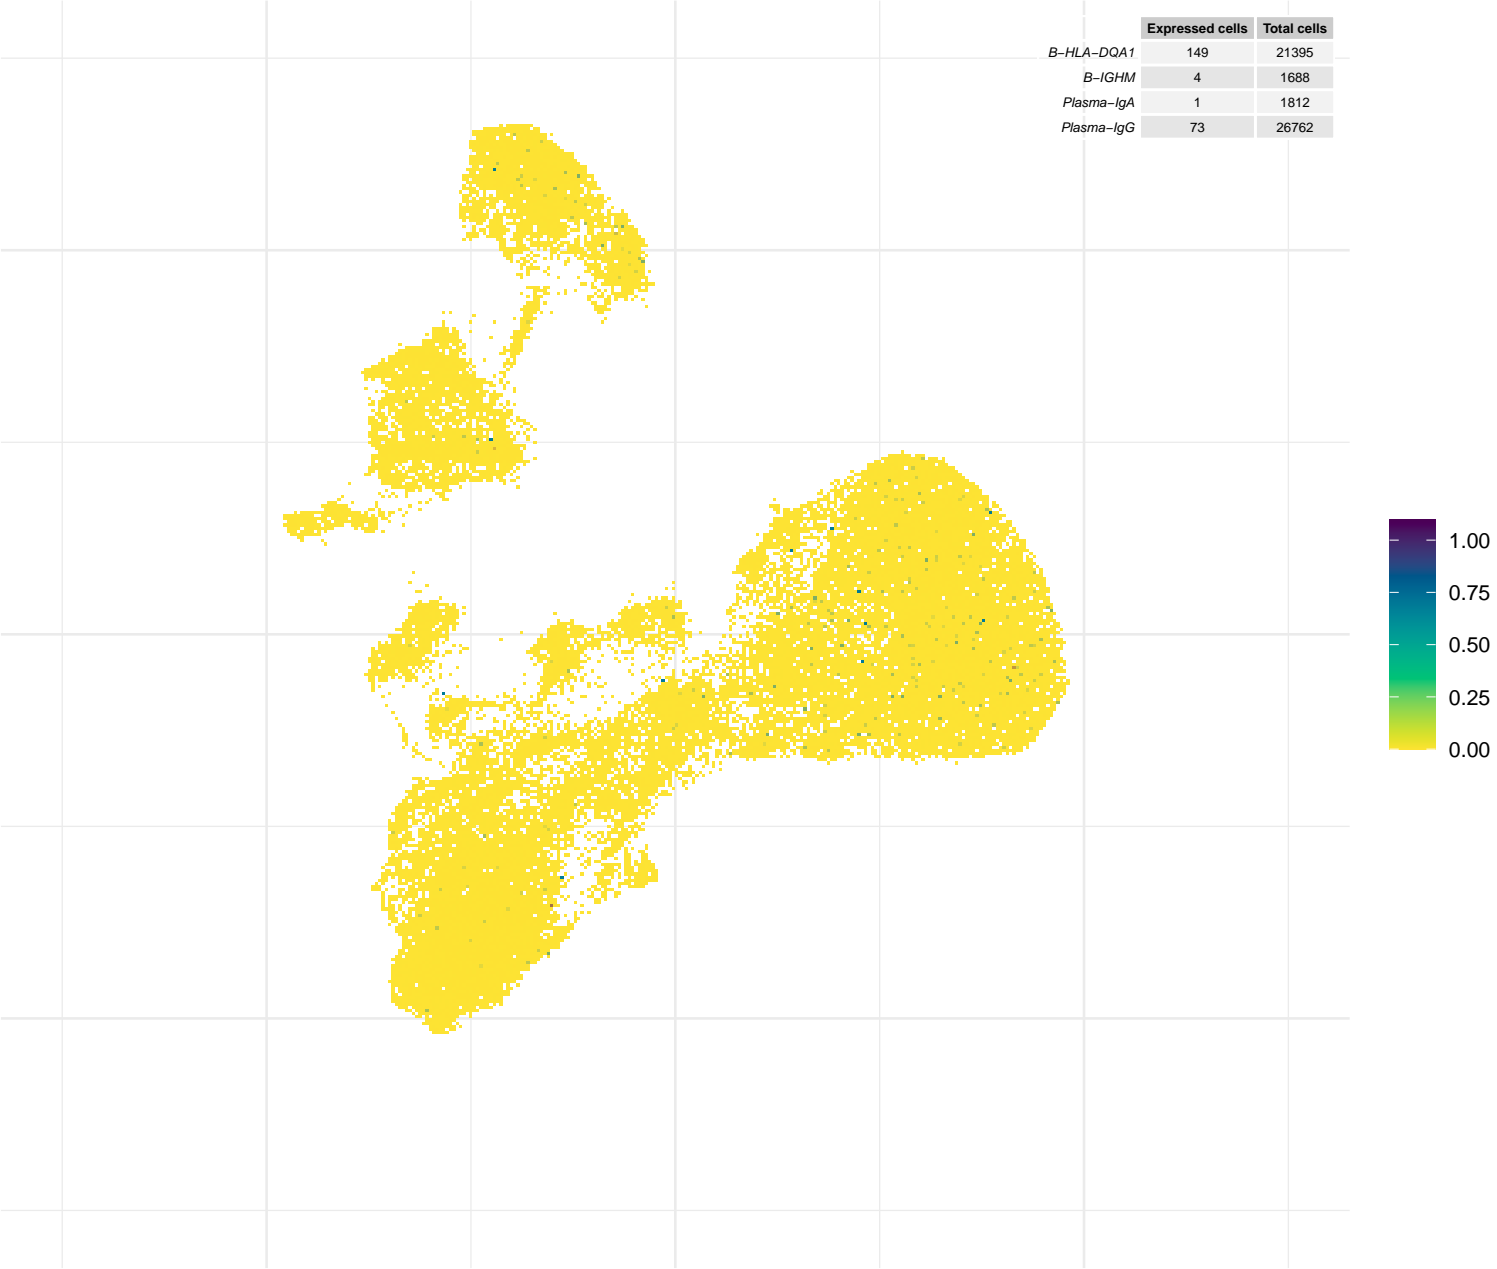 Expressed cells Total cells
B−HLA−DQA1 149 21395
B−IGHM 4 1688
Plasma−IgA 1 1812
Plasma−IgG 73 26762
1.00
0.75
0.50
0.25
0.00